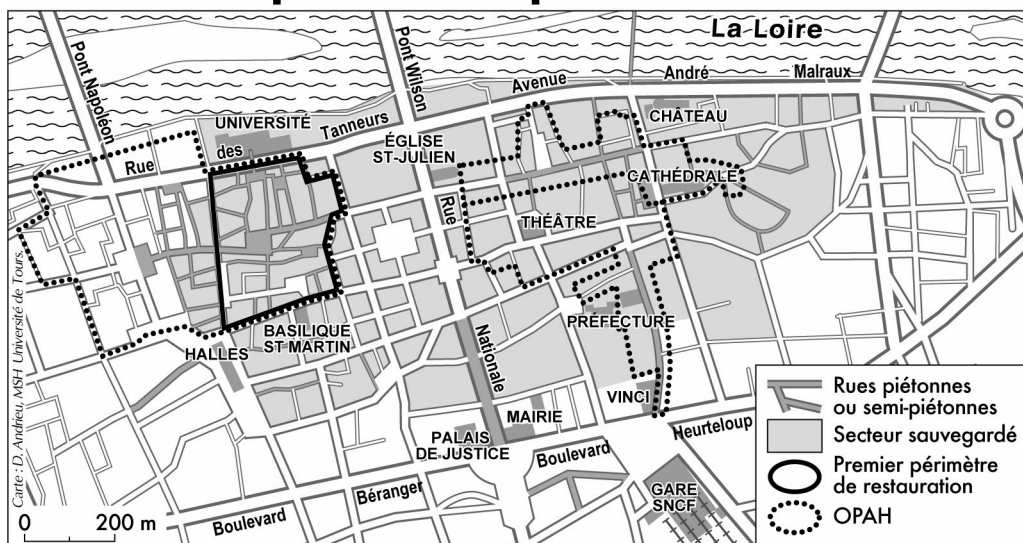 La Loire
Pont Napoléon
Pont Wilson
Avenue André Malraux
Rue des Tanneurs
UNIVERSITÉ
ÉGLISE
ST-JULIEN
CHÂTEAU
CATHÉDRALE
Rue Nationale
THÉÂTRE
PRÉFECTURE
BASILIQUE
ST MARTIN
HALLES
VINCI
MAIRIE
PALAIS
DE JUSTICE
Boulevard Heurteloup
Boulevard Béranger
GARE
SNCF
Rues piétonnes
ou semi-piétonnes
Secteur sauvegardé
Premier périmètre
de restauration
OPAH
0 200 m
Carte : D. Andrieu, MSH Université de Tours.